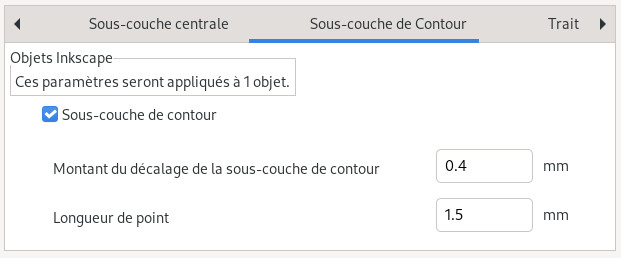 Sous-couche centrale Sous-couche de Contour Trait
Objets Inkscape
Ces paramètres seront appliqués à 1 objet.
Sous-couche de contour
Montant du décalage de la sous-couche de contour 0.4 mm
Longueur de point 1.5 mm